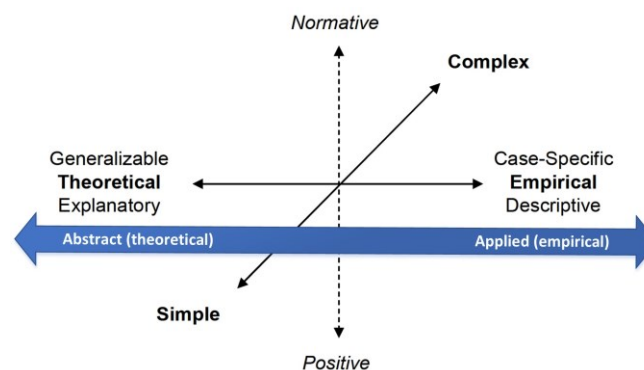 Normative
Complex
Generalizable
Theoretical
Explanatory
Case-Specific
Empirical
Descriptive
Abstract (theoretical)
Applied (empirical)
Simple
Positive